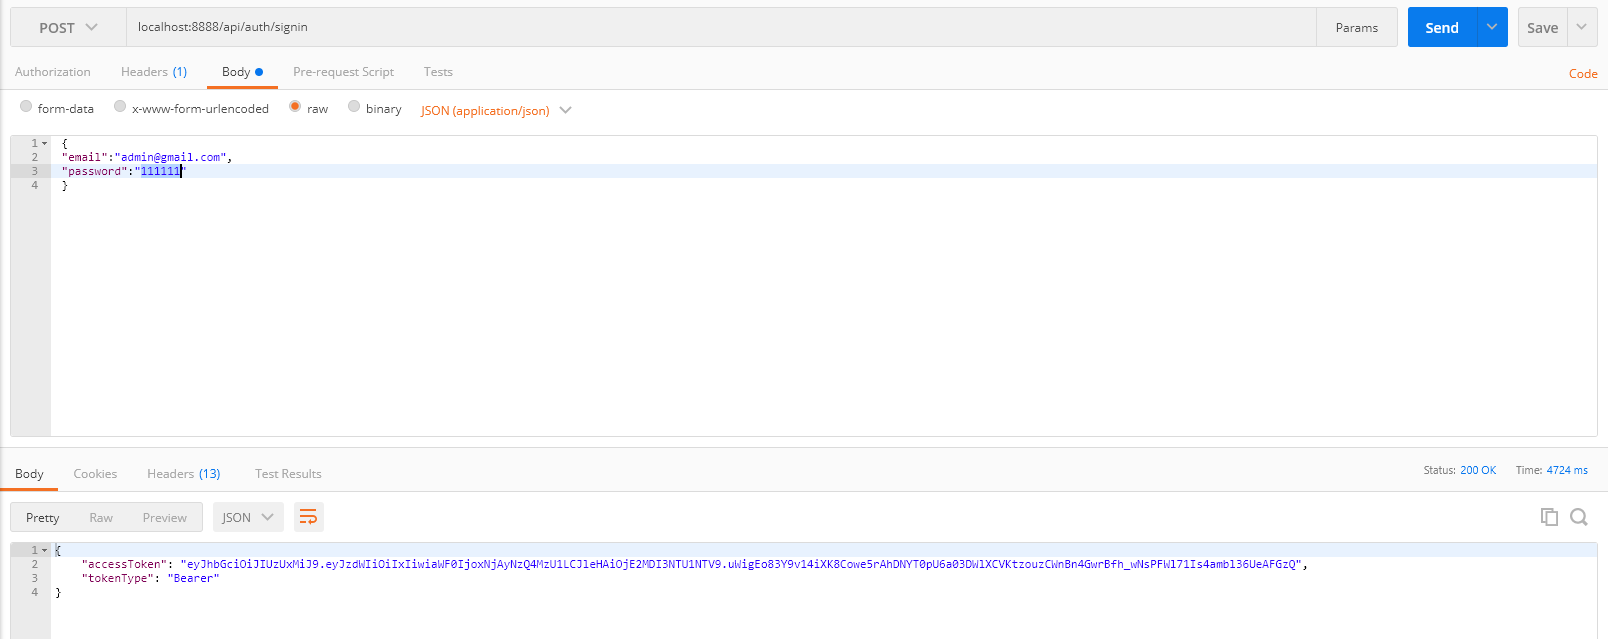 POST localhost:8888/api/auth/signin Params Send Save
Authorization Headers (1) Body Pre-request Script Tests Code
form-data x-www-form-urlencoded raw binary JSON (application/json)
1 {
2 "email":"admin@gmail.com",
3 "password":"111111"
4 }
Body Cookies Headers (13) Test Results Status: 200 OK Time: 4724 ms
Pretty Raw Preview JSON
1 {
2 "accessToken": "eyJhbGciOiJIUzUxMiJ9.eyJzdWIiOiIxIiwiaWF0IjoxNjAyNzQ4MzU1LCJleHAiOjE2MDI3NTU1NTV9.uWigEo83Y9v14iXK8Cowe5rAhDNYT0pU6a03DWlXCVKtzouzCWnBn4GwrBfh_wNsPFWl71Is4ambl36UeAFGzQ",
3 "tokenType": "Bearer"
4 }